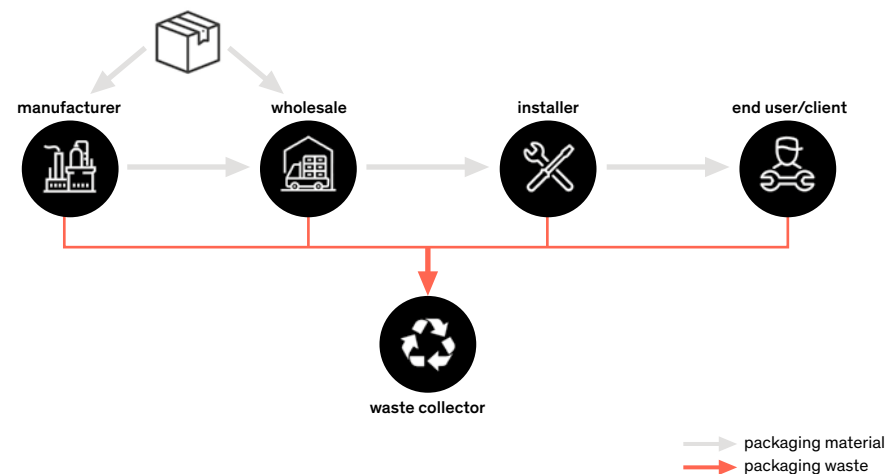 manufacturer
wholesale
installer
end user/client
waste collector
packaging material
packaging waste